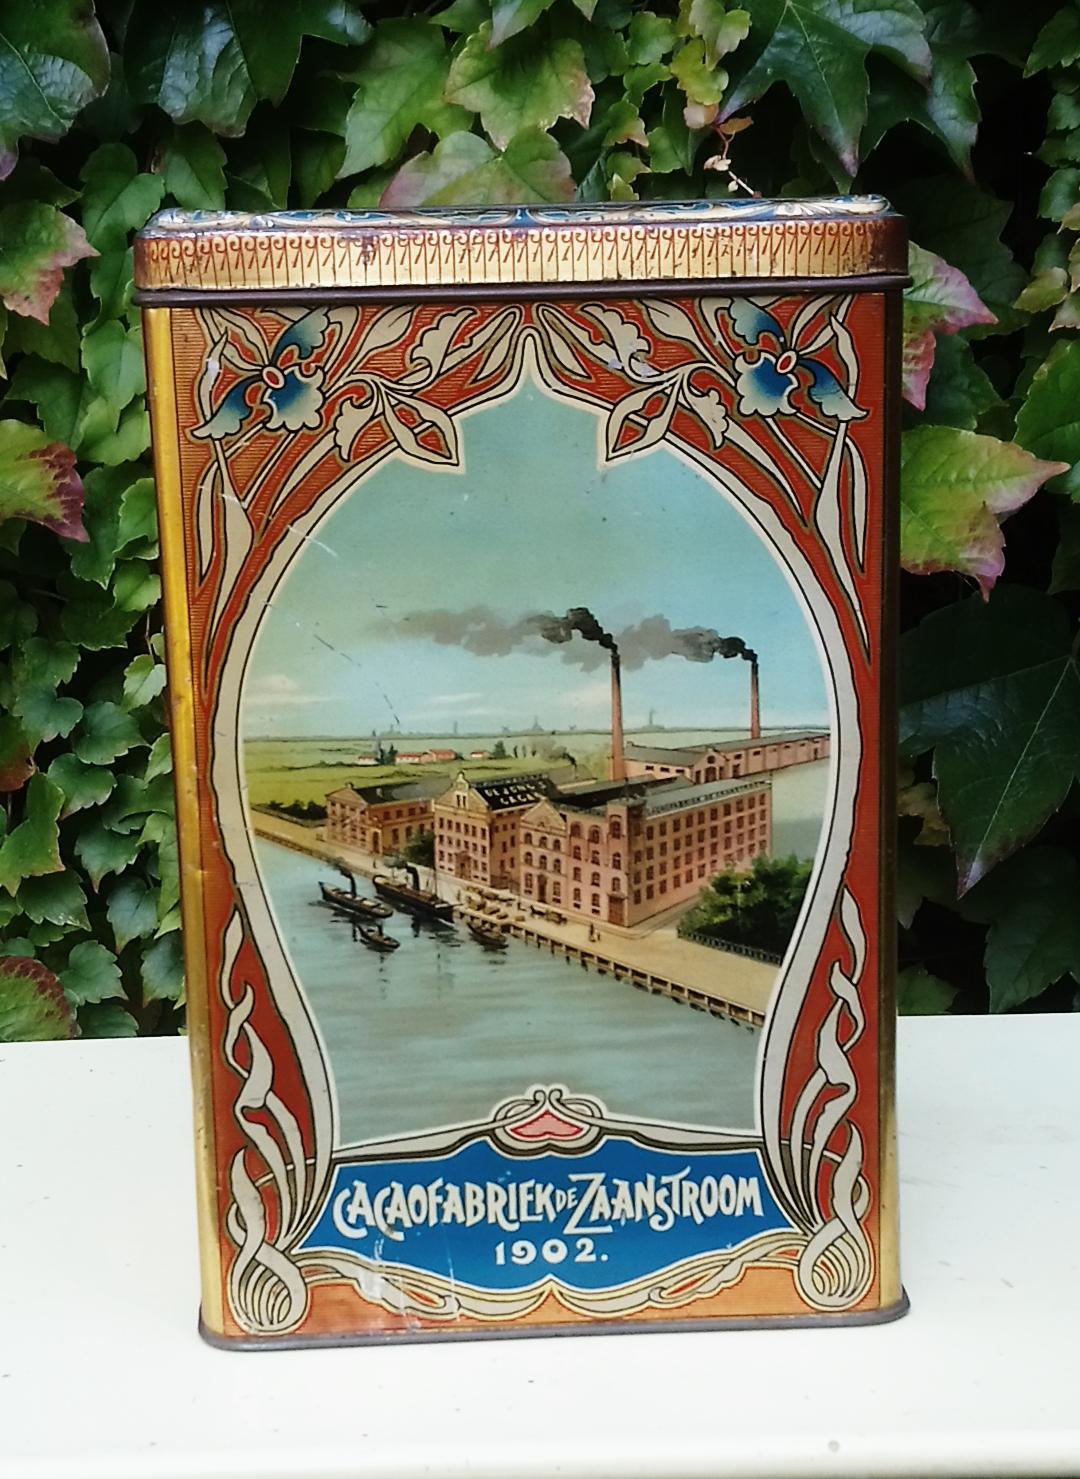 CACAOFABRIEK DE ZAANSTROOM
1902.